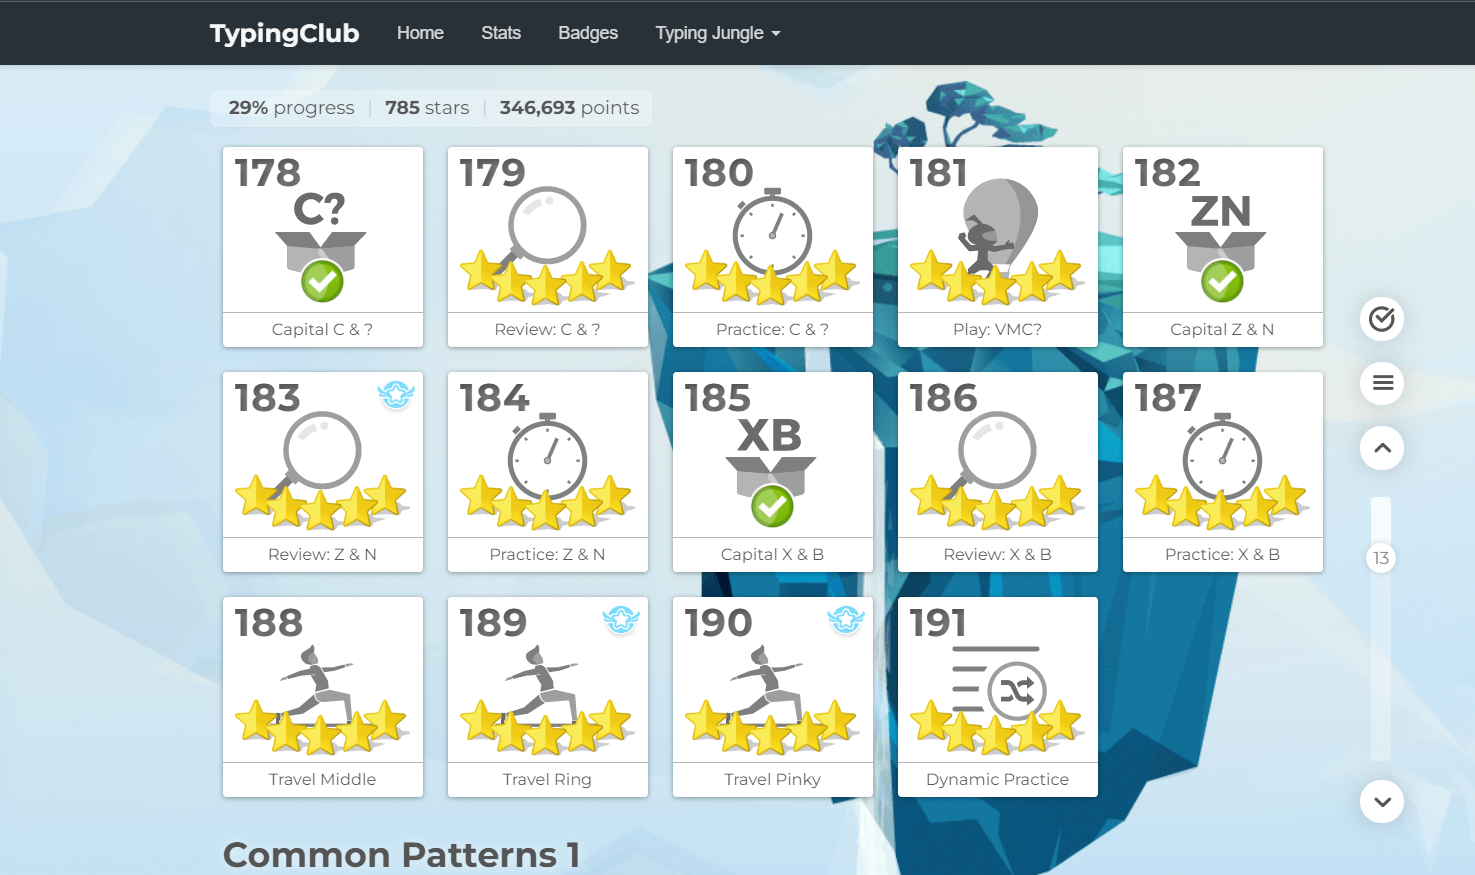 TypingClub Home Stats Badges Typing Jungle
29% progress | 785 stars | 346,693 points
178
C?
Capital C & ?
179
Review: C & ?
180
Practice: C & ?
181
Play: VMC?
182
ZN
Capital Z & N
183
Review: Z & N
184
Practice: Z & N
185
XB
Capital X & B
186
Review: X & B
187
Practice: X & B
188
Travel Middle
189
Travel Ring
190
Travel Pinky
191
Dynamic Practice
13
Common Patterns 1